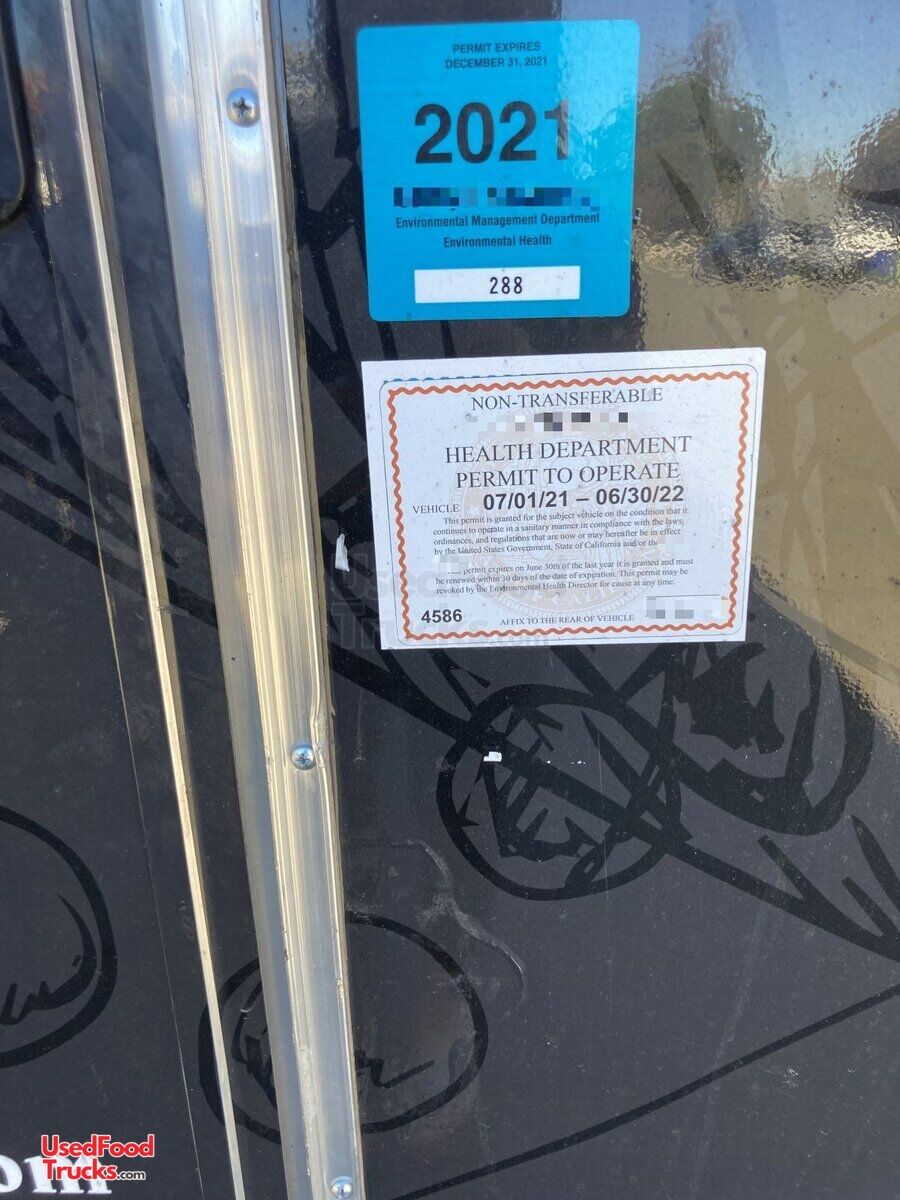 PERMIT EXPIRES
DECEMBER 31, 2021
2021
Environmental Management Department
Environmental Health
288
NON-TRANSFERABLE
HEALTH DEPARTMENT
PERMIT TO OPERATE
VEHICLE 07/01/21 – 06/30/22
This permit is granted for the subject vehicle on the condition that it
continues to operate in a sanitary manner in compliance with the laws,
ordinances, and regulations that are now or may hereafter be in effect
by the United States Government, State of California and/or the
permit expires on June 30th of the last year it is granted and must
be renewed within 30 days of the date of expiration. This permit may be
revoked by the Environmental Health Director for cause at any time.
4586 AFFIX TO THE REAR OF VEHICLE
om
UsedFood
Trucks.com